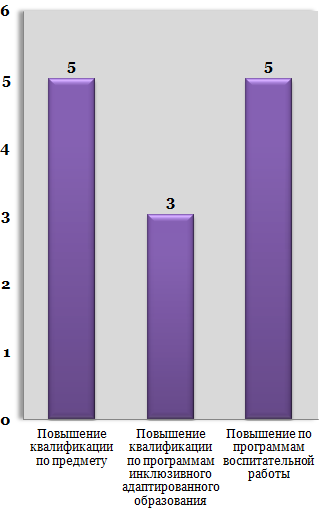 6
5
4
3
2
1
0
5
3
5
Повышение
квалификации
по предмету
Повышение
квалификации
по программам
инклюзивного
адаптированного
образования
Повышение по
программам
воспитательной
работы